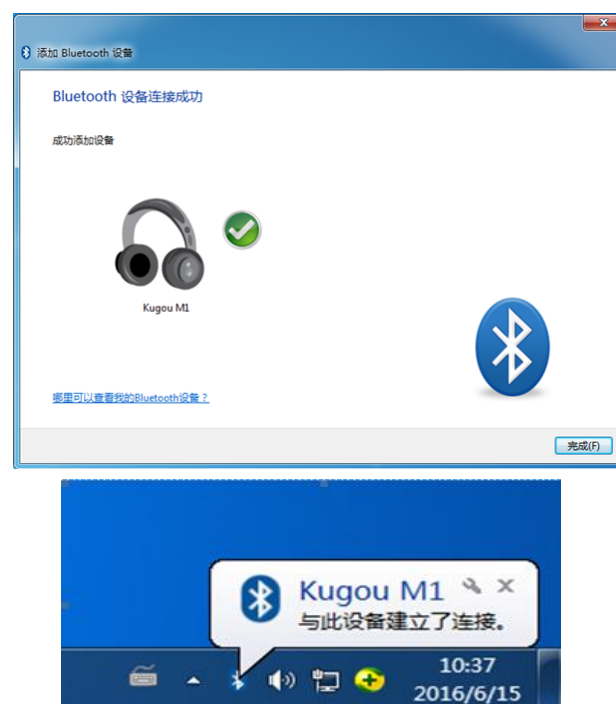 添加 Bluetooth 设备
Bluetooth 设备连接成功
成功添加设备
Kugou M1
哪里可以查看我的Bluetooth设备？
完成(F)
Kugou M1
与此设备建立了连接。
10:37
2016/6/15